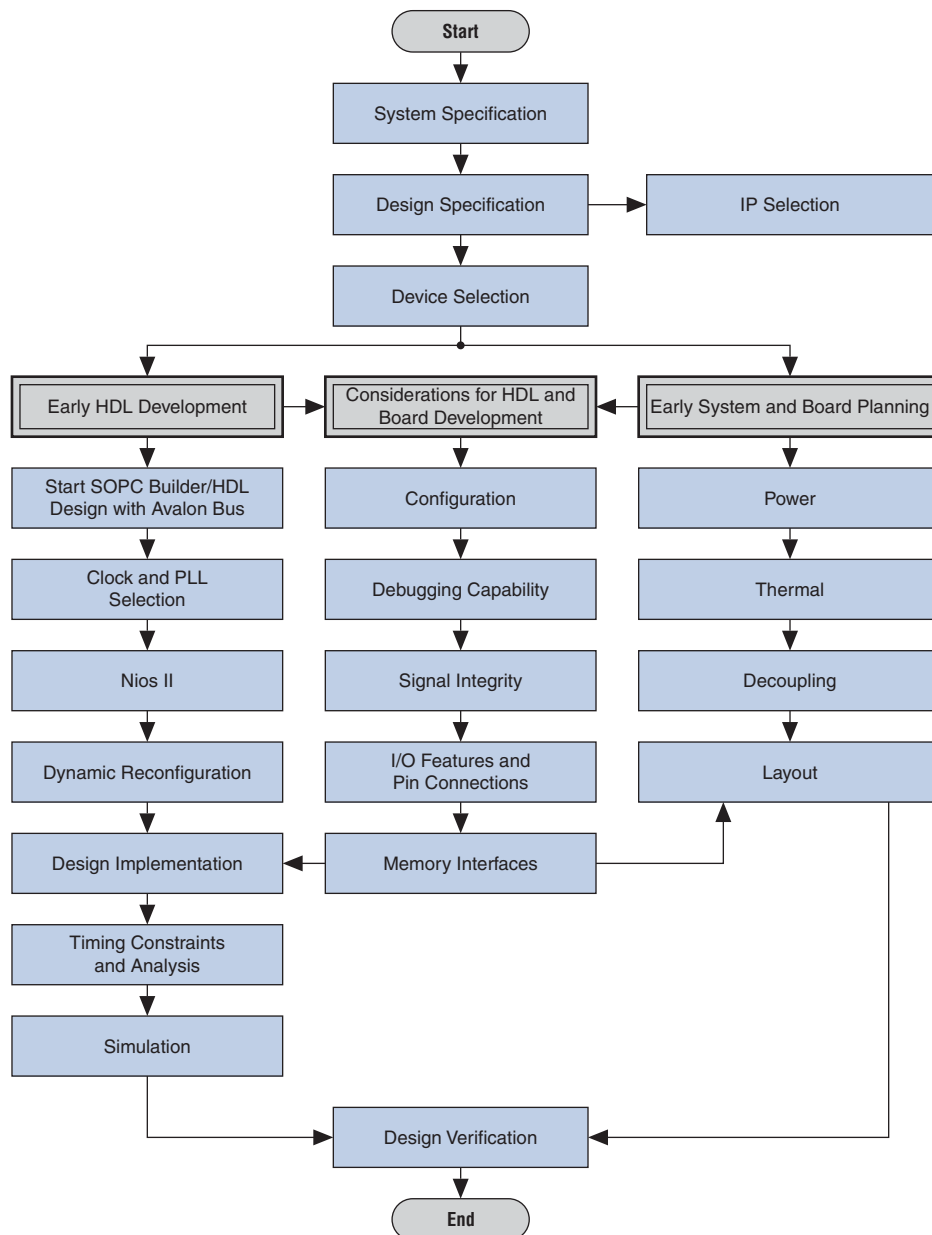 Start
System Specification
Design Specification
IP Selection
Device Selection
Early HDL Development
Considerations for HDL and
Board Development
Early System and Board Planning
Start SOPC Builder/HDL
Design with Avalon Bus
Configuration
Power
Clock and PLL
Selection
Debugging Capability
Thermal
Nios II
Signal Integrity
Decoupling
Dynamic Reconfiguration
I/O Features and
Pin Connections
Layout
Design Implementation
Memory Interfaces
Timing Constraints
and Analysis
Simulation
Design Verification
End